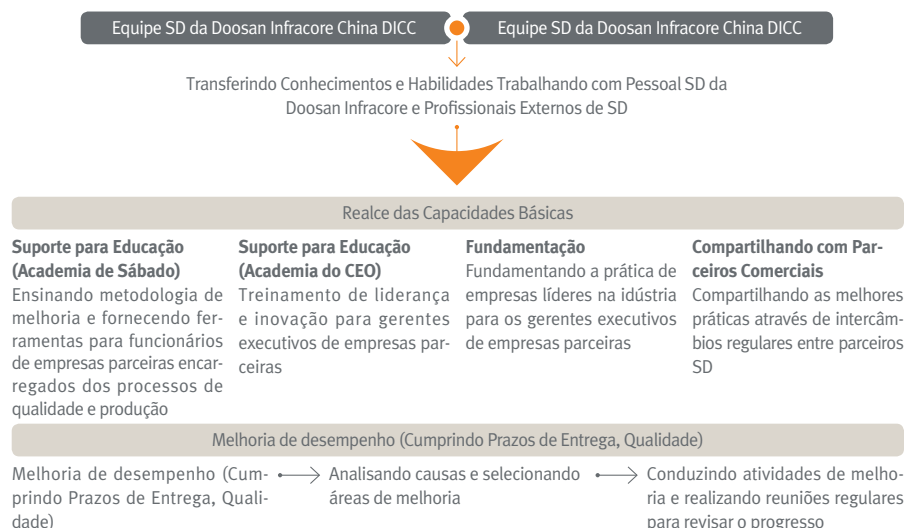 Equipe SD da Doosan Infracore China DICC
Equipe SD da Doosan Infracore China DICC
Transferindo Conhecimentos e Habilidades Trabalhando com Pessoal SD da
Doosan Infracore e Profissionais Externos de SD
Realce das Capacidades Básicas
Suporte para Educação
(Academia de Sábado)
Ensinando metodologia de
melhoria e fornecendo fer-
ramentas para funcionários
de empresas parceiras encar-
regados dos processos de
qualidade e produção
Suporte para Educação
(Academia do CEO)
Treinamento de liderança
e inovação para gerentes
executivos de empresas par-
ceiras
Fundamentação
Fundamentando a prática de
empresas líderes na idústria
para os gerentes executivos
de empresas parceiras
Compartilhando com Par-
ceiros Comerciais
Compartilhando as melhores
práticas através de intercâm-
bios regulares entre parceiros
SD
Melhoria de desempenho (Cumprindo Prazos de Entrega, Qualidade)
Melhoria de desempenho (Cum-
prindo Prazos de Entrega, Quali-
dade)
Analisando causas e selecionando
áreas de melhoria
Conduzindo atividades de melho-
ria e realizando reuniões regulares
para revisar o progresso